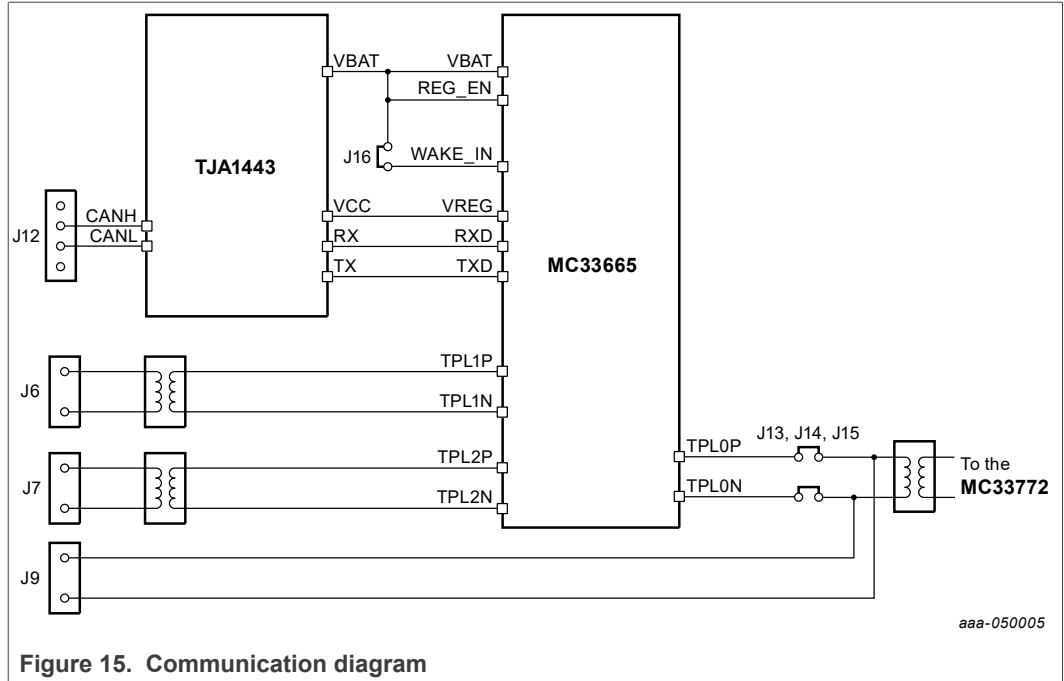 VBAT VBAT
REG_EN
J16 WAKE_IN
TJA1443
J12 CANH
CANL
VCC VREG
RX RXD
TX TXD
MC33665
J6
TPL1P
TPL1N
J7
TPL2P
TPL2N
TPL0P J13, J14, J15
TPL0N
To the
MC33772
J9
aaa-050005
Figure 15. Communication diagram